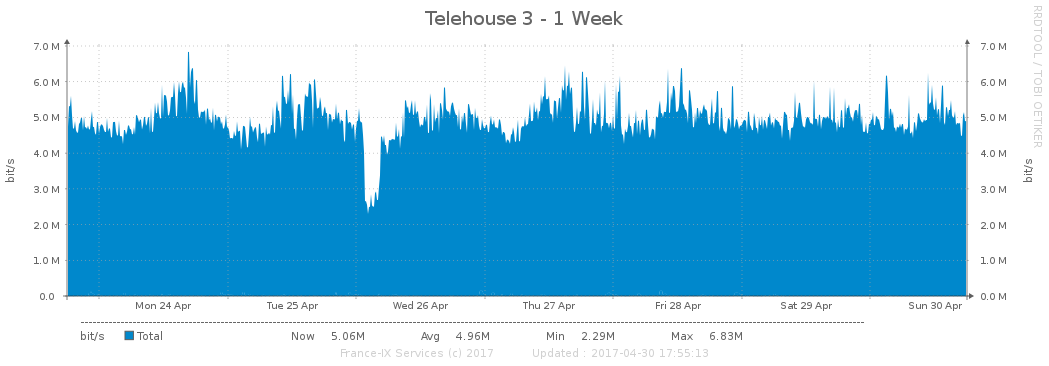 Telehouse 3 - 1 Week
RRDTOOL / TOBI OETIKER
7.0 M 7.0 M
6.0 M 6.0 M
5.0 M 5.0 M
4.0 M 4.0 M
3.0 M 3.0 M
2.0 M 2.0 M
1.0 M 1.0 M
0.0 0.0 M
bit/s
bit/s
Mon 24 Apr Tue 25 Apr Wed 26 Apr Thu 27 Apr Fri 28 Apr Sat 29 Apr Sun 30 Apr
bit/s Total Now 5.06M Avg 4.96M Min 2.29M Max 6.83M
France-IX Services (c) 2017 Updated : 2017-04-30 17:55:13